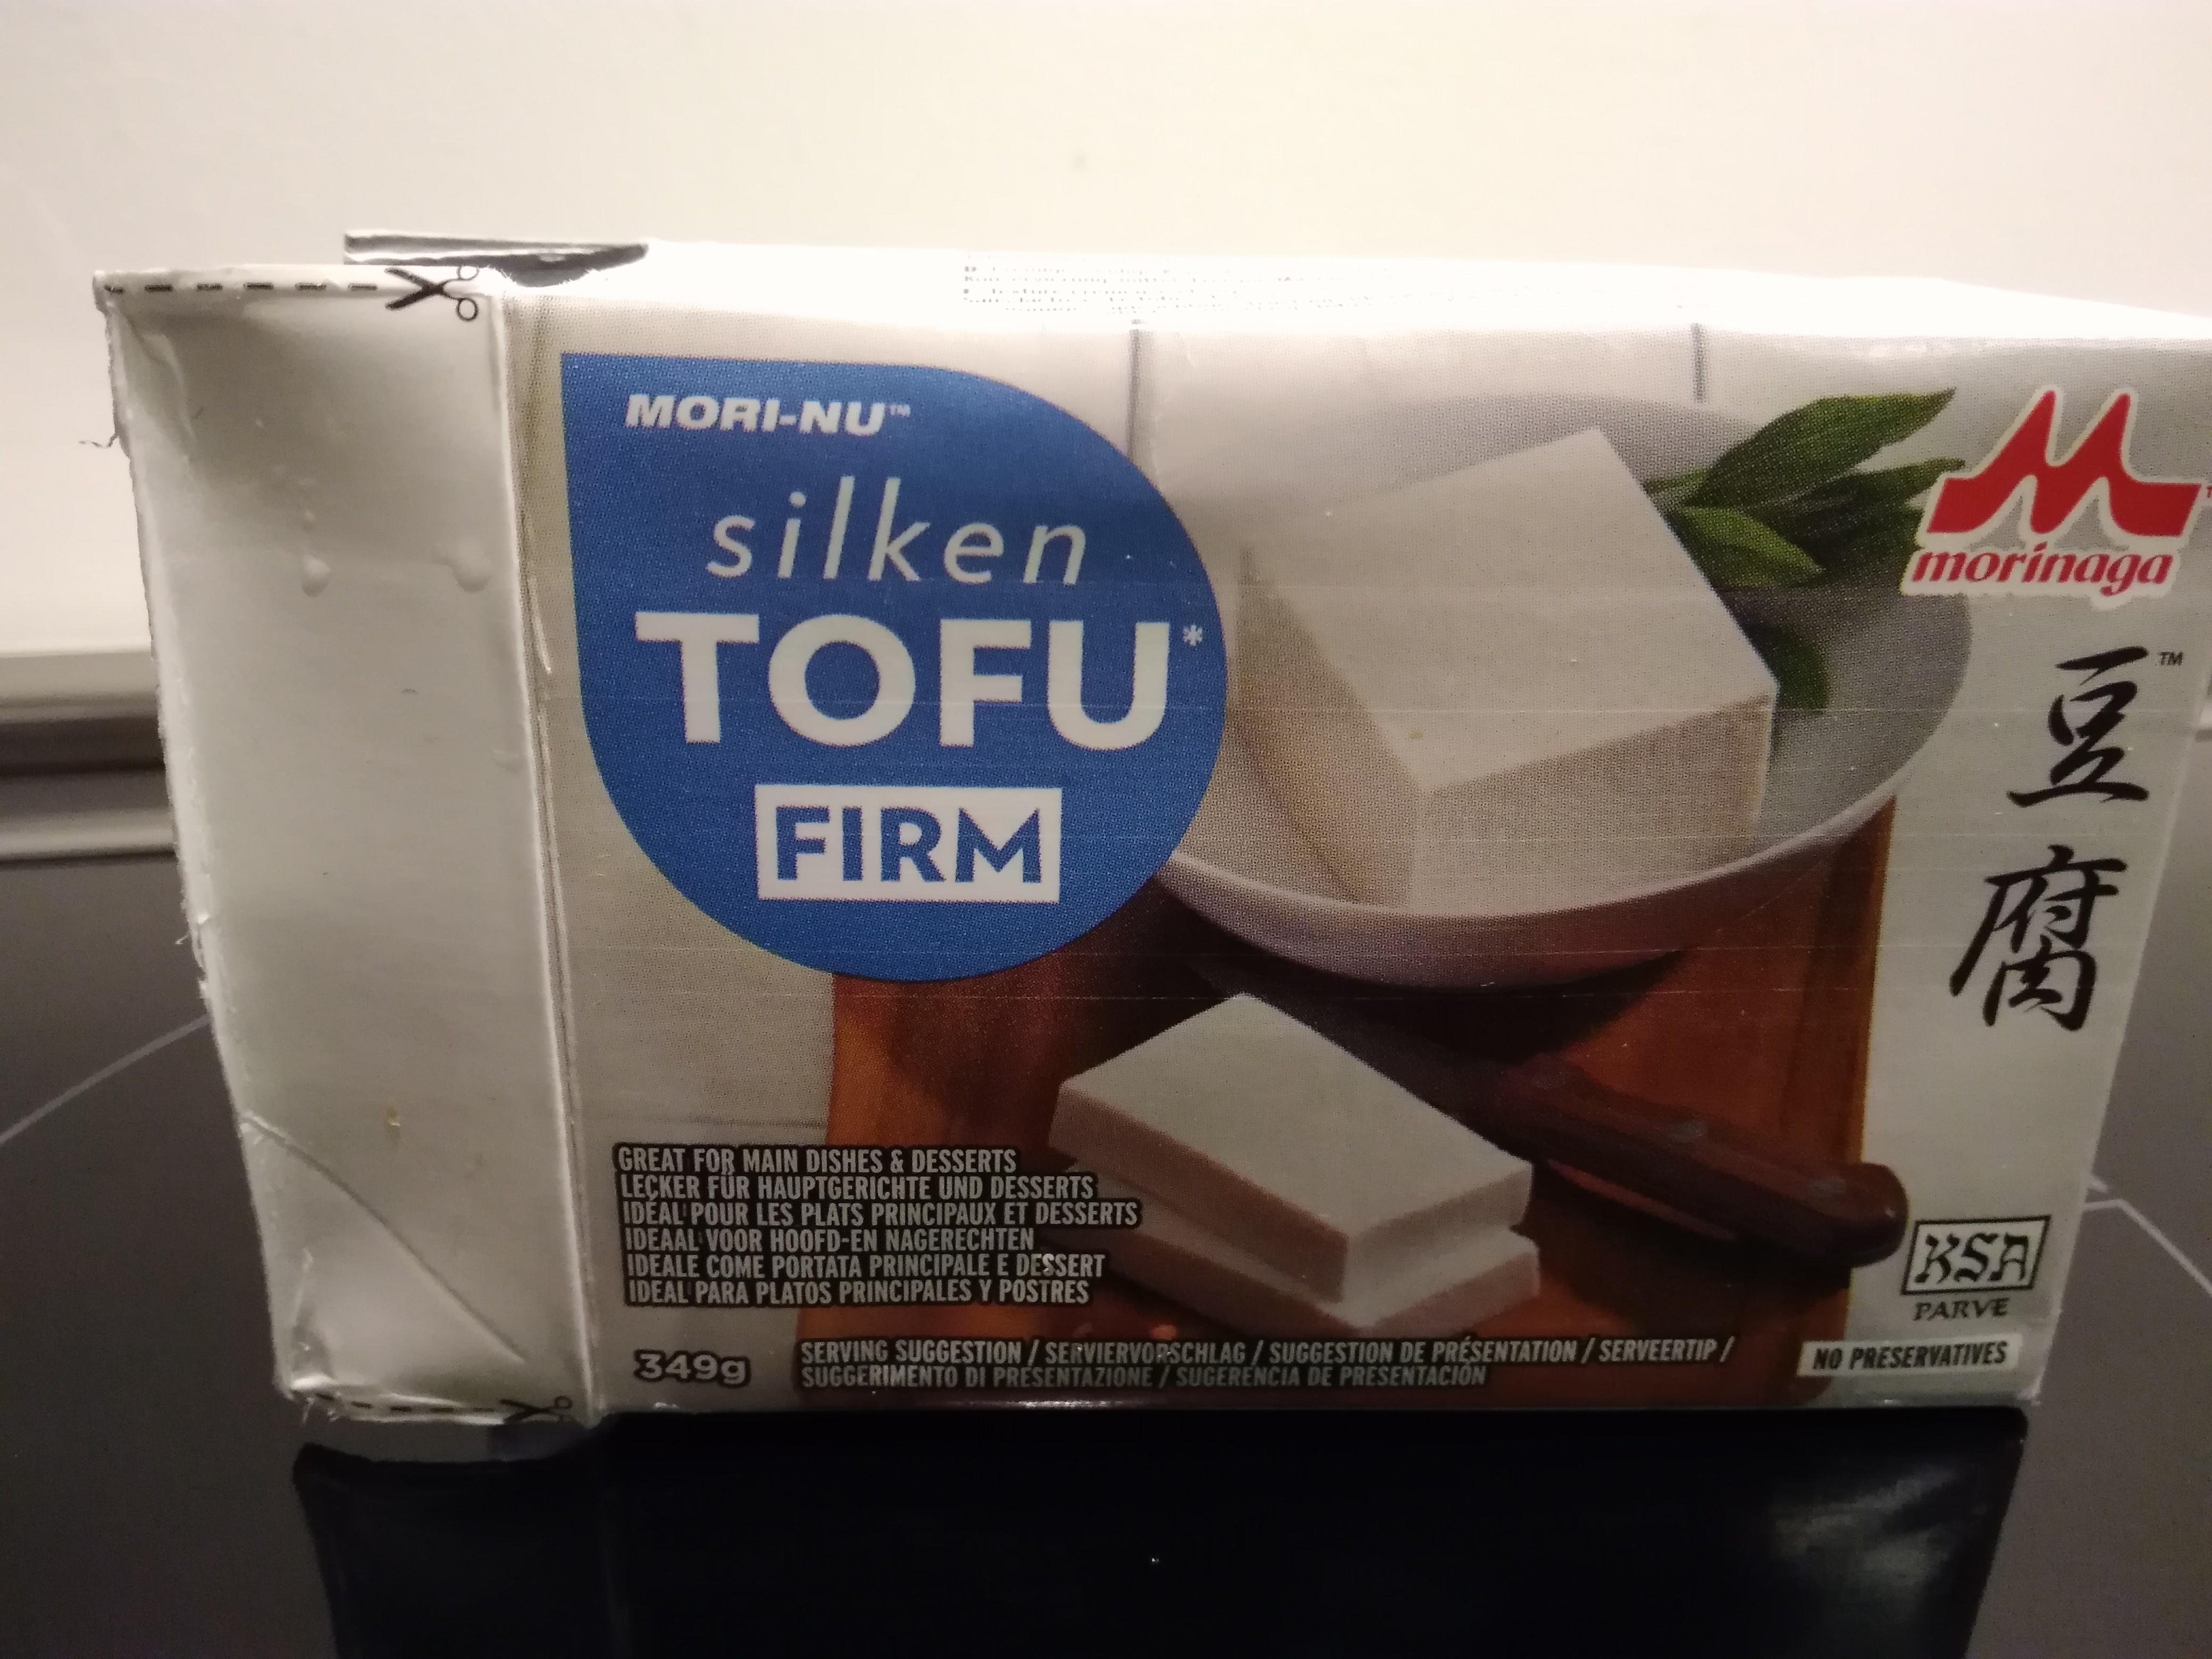 MORI-NU™
silken
TOFU*
FIRM
morinaga
豆腐™
GREAT FOR MAIN DISHES & DESSERTS
LECKER FÜR HAUPTGERICHTE UND DESSERTS
IDÉAL POUR LES PLATS PRINCIPAUX ET DESSERTS
IDEAAL VOOR HOOFD-EN NAGERECHTEN
IDEALE COME PORTATA PRINCIPALE E DESSERT
IDEAL PARA PLATOS PRINCIPALES Y POSTRES
349g
SERVING SUGGESTION / SERVIERVORSCHLAG / SUGGESTION DE PRÉSENTATION / SERVEERTIP /
SUGGERIMENTO DI PRESENTAZIONE / SUGERENCIA DE PRESENTACIÓN
KSA
PARVE
NO PRESERVATIVES